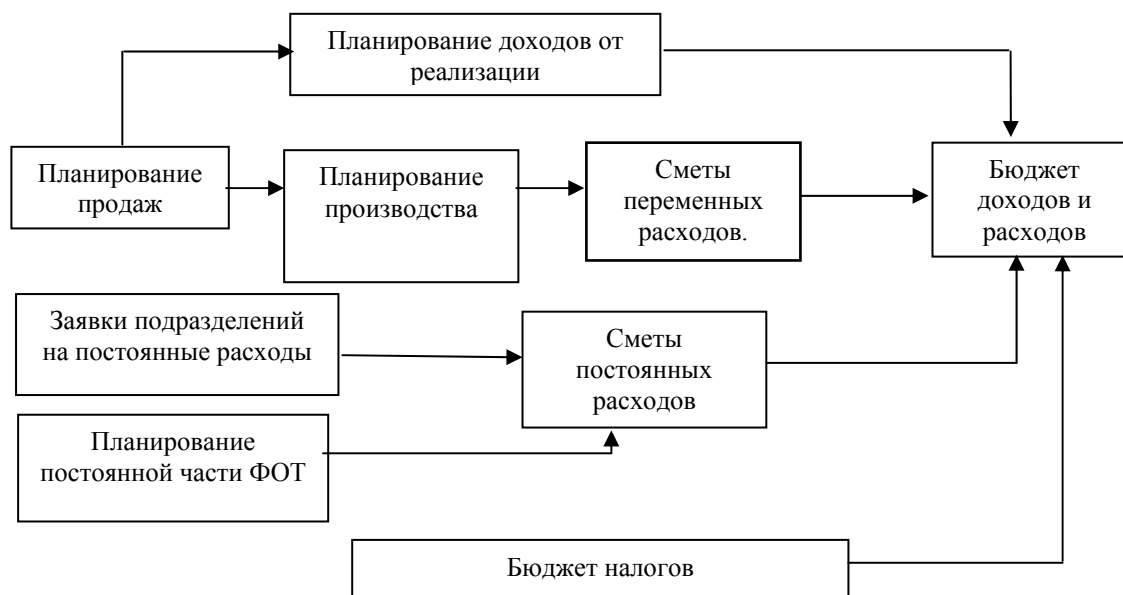 Планирование доходов от
реализации
Планирование
продаж
Планирование
производства
Сметы
переменных
расходов.
Бюджет
доходов и
расходов
Заявки подразделений
на постоянные расходы
Сметы
постоянных
расходов
Планирование
постоянной части ФОТ
Бюджет налогов